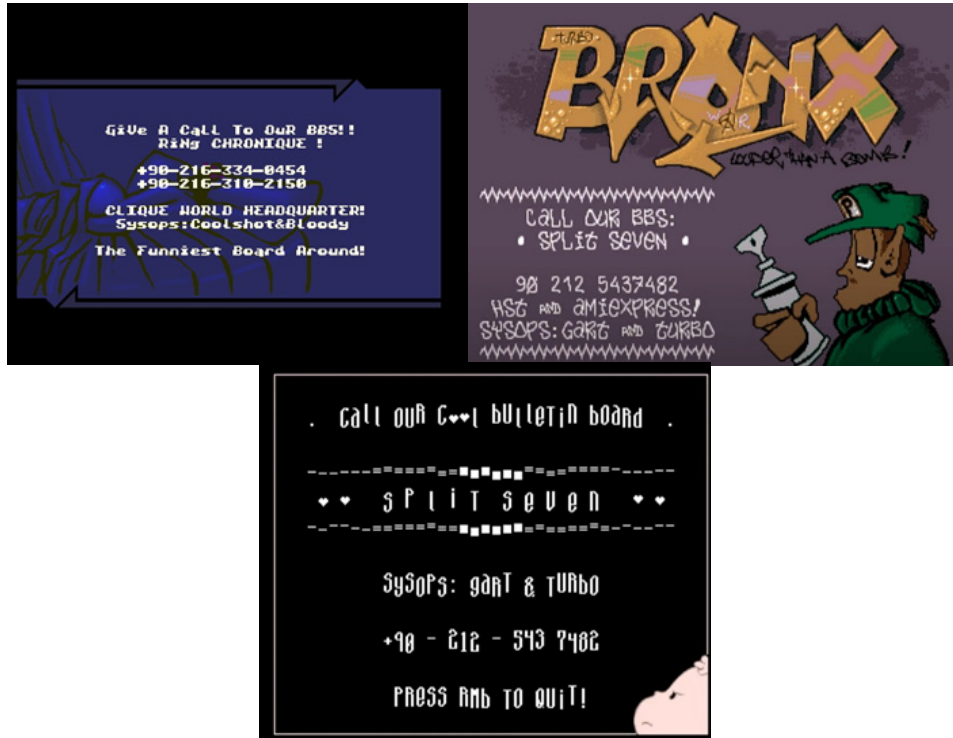 GiVe A CaLL To OuR BBS!!
RiNg CHRONIQUE !
+90-216-334-0454
+90-216-310-2150
CLIQUE WORLD HEADQUARTER!
Sysops:Coolshot&Bloody
The Funniest Board Around!
TURBO
BRONX
WAR
LOUDER THAN A BOMB!
CALL OUR BBS:
• SPLIT SEVEN •
90 212 5437482
HST AND AMIEXPRESS!
SYSOPS: GART AND TURBO
P
. CALL OUR C♥♥L BULLETIN BOARD .
♥ ♥ SPLIT SEVEN ♥ ♥
SYSOPS: GART & TURBO
+90 - 212 - 543 7482
PRESS RMB TO QUIT!